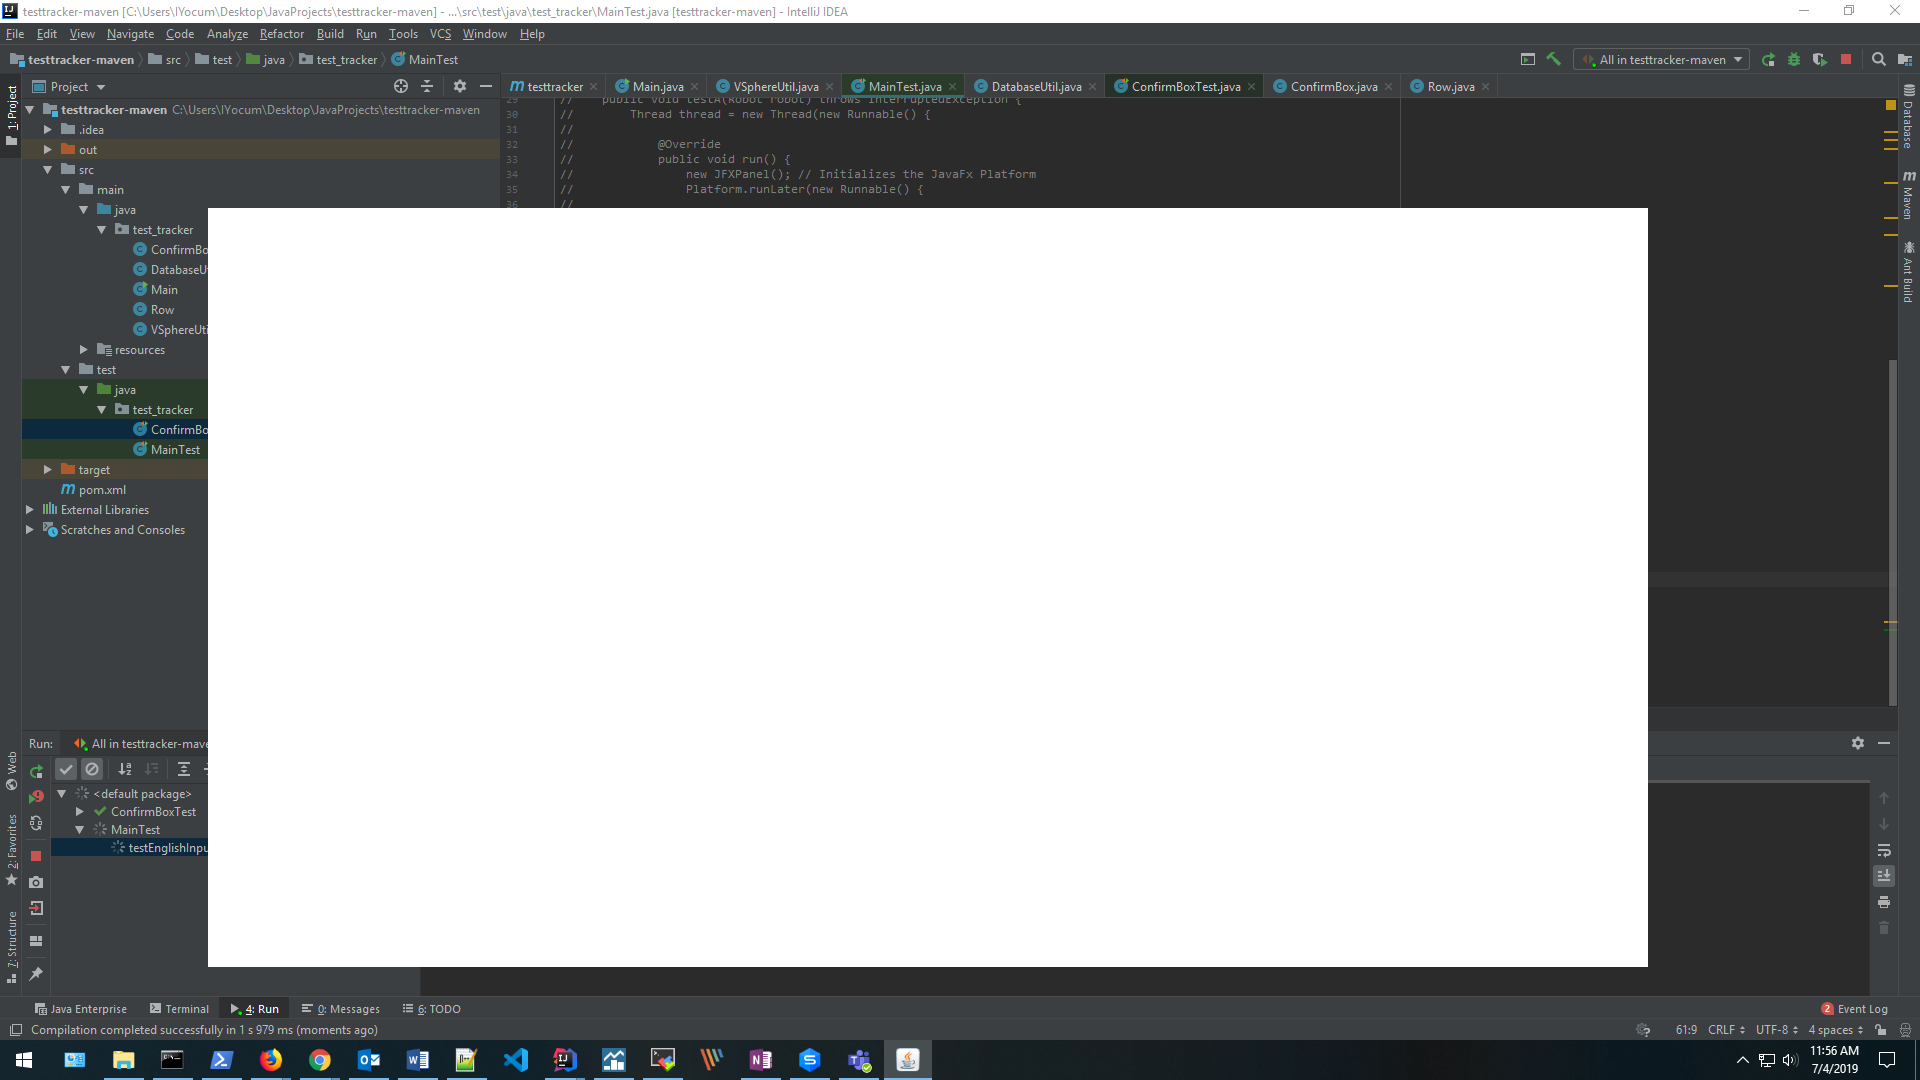 testtracker-maven [C:\Users\IYocum\Desktop\JavaProjects\testtracker-maven] - ...\src\test\java\test_tracker\MainTest.java [testtracker-maven] - IntelliJ IDEA
File Edit View Navigate Code Analyze Refactor Build Run Tools VCS Window Help
testtracker-maven src test java test_tracker MainTest
All in testtracker-maven
1: Project
Project
testtracker Main.java VSphereUtil.java MainTest.java DatabaseUtil.java ConfirmBoxTest.java ConfirmBox.java Row.java
testtracker-maven C:\Users\IYocum\Desktop\JavaProjects\testtracker-maven
.idea
out
src
main
java
test_tracker
ConfirmBo
DatabaseUt
Main
Row
VSphereUti
resources
test
java
test_tracker
ConfirmBo
MainTest
target
pom.xml
External Libraries
Scratches and Consoles
29 // public void testA(Robot robot) throws InterruptedException {
30 // Thread thread = new Thread(new Runnable() {
31 //
32 // @Override
33 // public void run() {
34 // new JFXPanel(); // Initializes the JavaFx Platform
35 // Platform.runLater(new Runnable() {
36 //
Database
Maven
Ant Build
Web
2: Favorites
7: Structure
Run: All in testtracker-mave
<default package>
ConfirmBoxTest
MainTest
testEnglishInpu
Java Enterprise Terminal 4: Run 0: Messages 6: TODO
2 Event Log
Compilation completed successfully in 1 s 979 ms (moments ago)
61:9 CRLF UTF-8 4 spaces
11:56 AM
7/4/2019